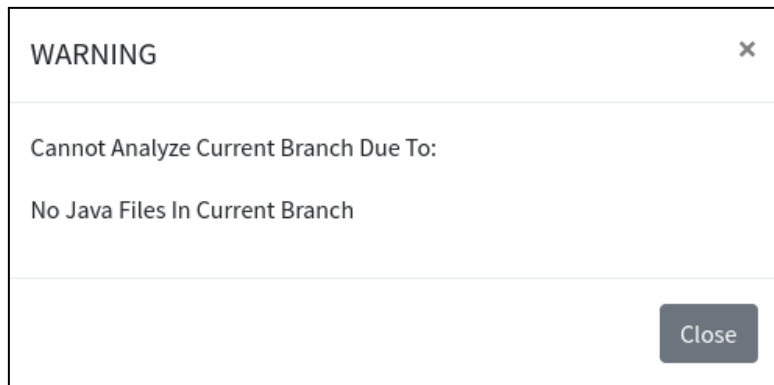 WARNING
×
Cannot Analyze Current Branch Due To:
No Java Files In Current Branch
Close